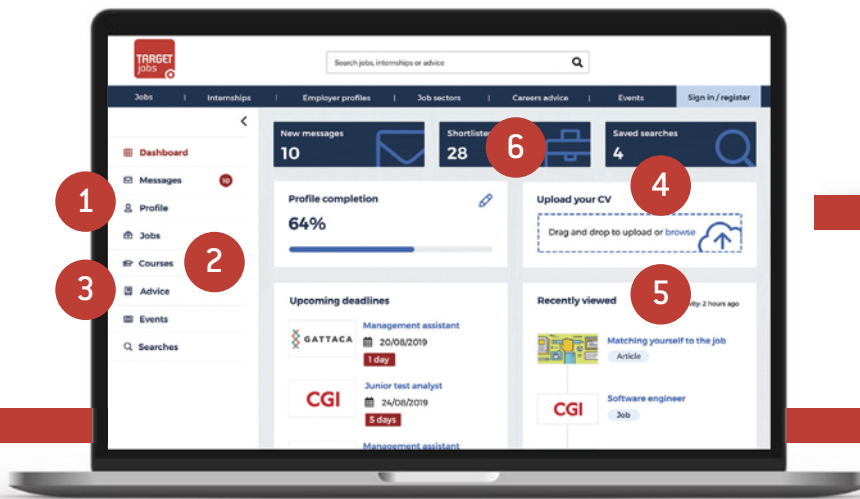 TARGET
jobs
Search jobs, internships or advice
Jobs | Internships | Employer profiles | Job sectors | Careers advice | Events Sign in / register
Dashboard
Messages 10
1
Profile
Jobs
Courses
2
3
Advice
Events
Searches
New messages
10
28
6
Saved searches
4
Profile completion
64%
4
Upload your CV
Drag and drop to upload or browse
Upcoming deadlines
GATTACA
Management assistant
20/08/2019
1 day
CGI
Junior test analyst
24/08/2019
5 days
Management assistant
Recently viewed
5
2 hours ago
Matching yourself to the job
Article
CGI
Software engineer
Job